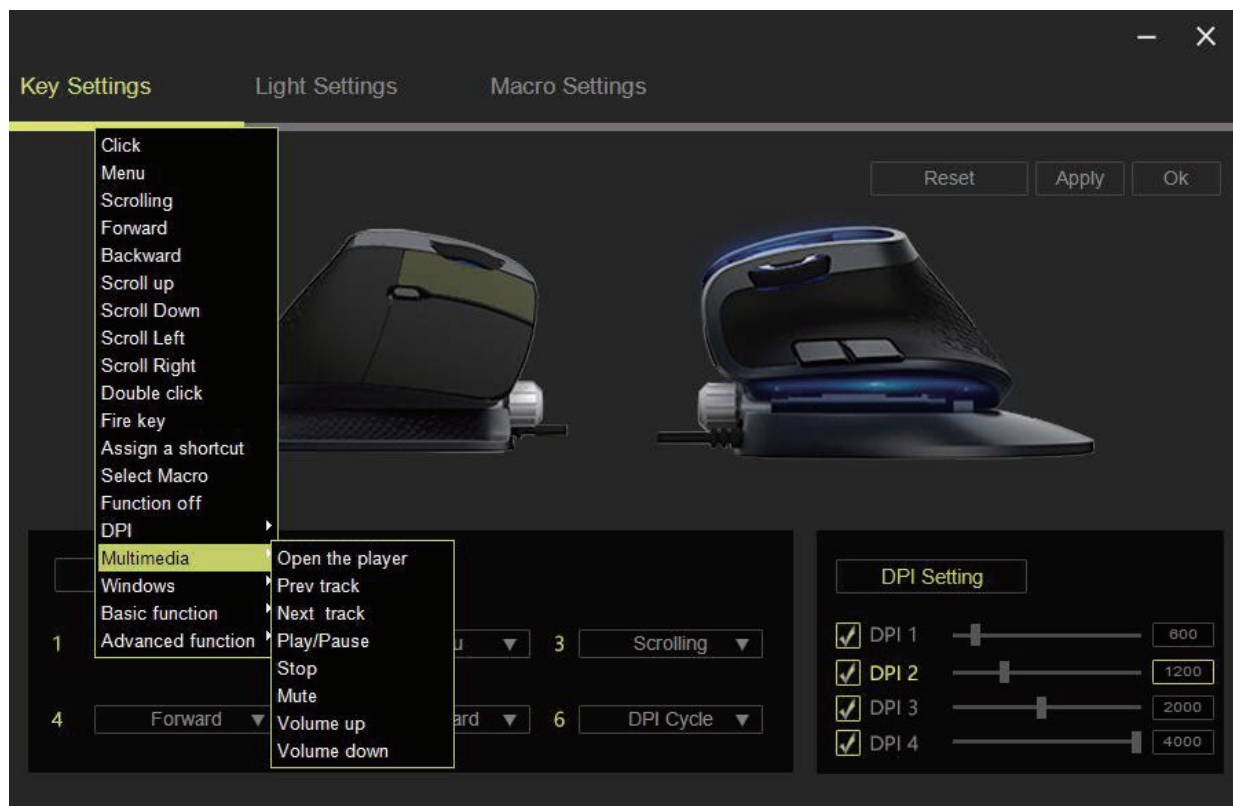 Key Settings
Light Settings
Macro Settings
Reset
Apply
Ok
Click
Menu
Scrolling
Forward
Backward
Scroll up
Scroll Down
Scroll Left
Scroll Right
Double click
Fire key
Assign a shortcut
Select Macro
Function off
DPI
Multimedia
Windows
Basic function
Advanced function
Open the player
Prev track
Next track
Play/Pause
Stop
Mute
Volume up
Volume down
1
3
Scrolling
4
Forward
6
DPI Cycle
DPI Setting
DPI 1
600
DPI 2
1200
DPI 3
2000
DPI 4
4000